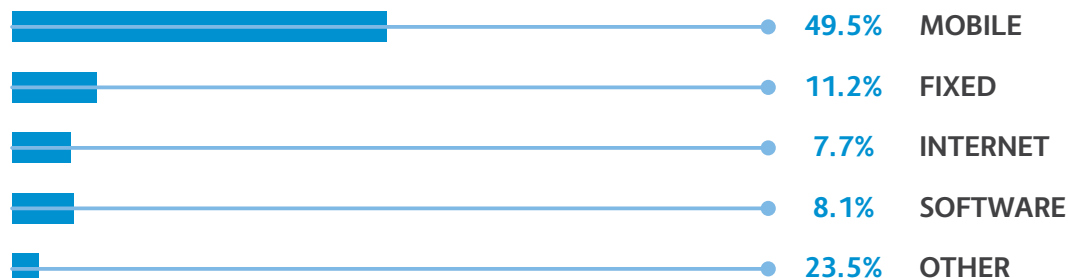 49.5% MOBILE
11.2% FIXED
7.7% INTERNET
8.1% SOFTWARE
23.5% OTHER